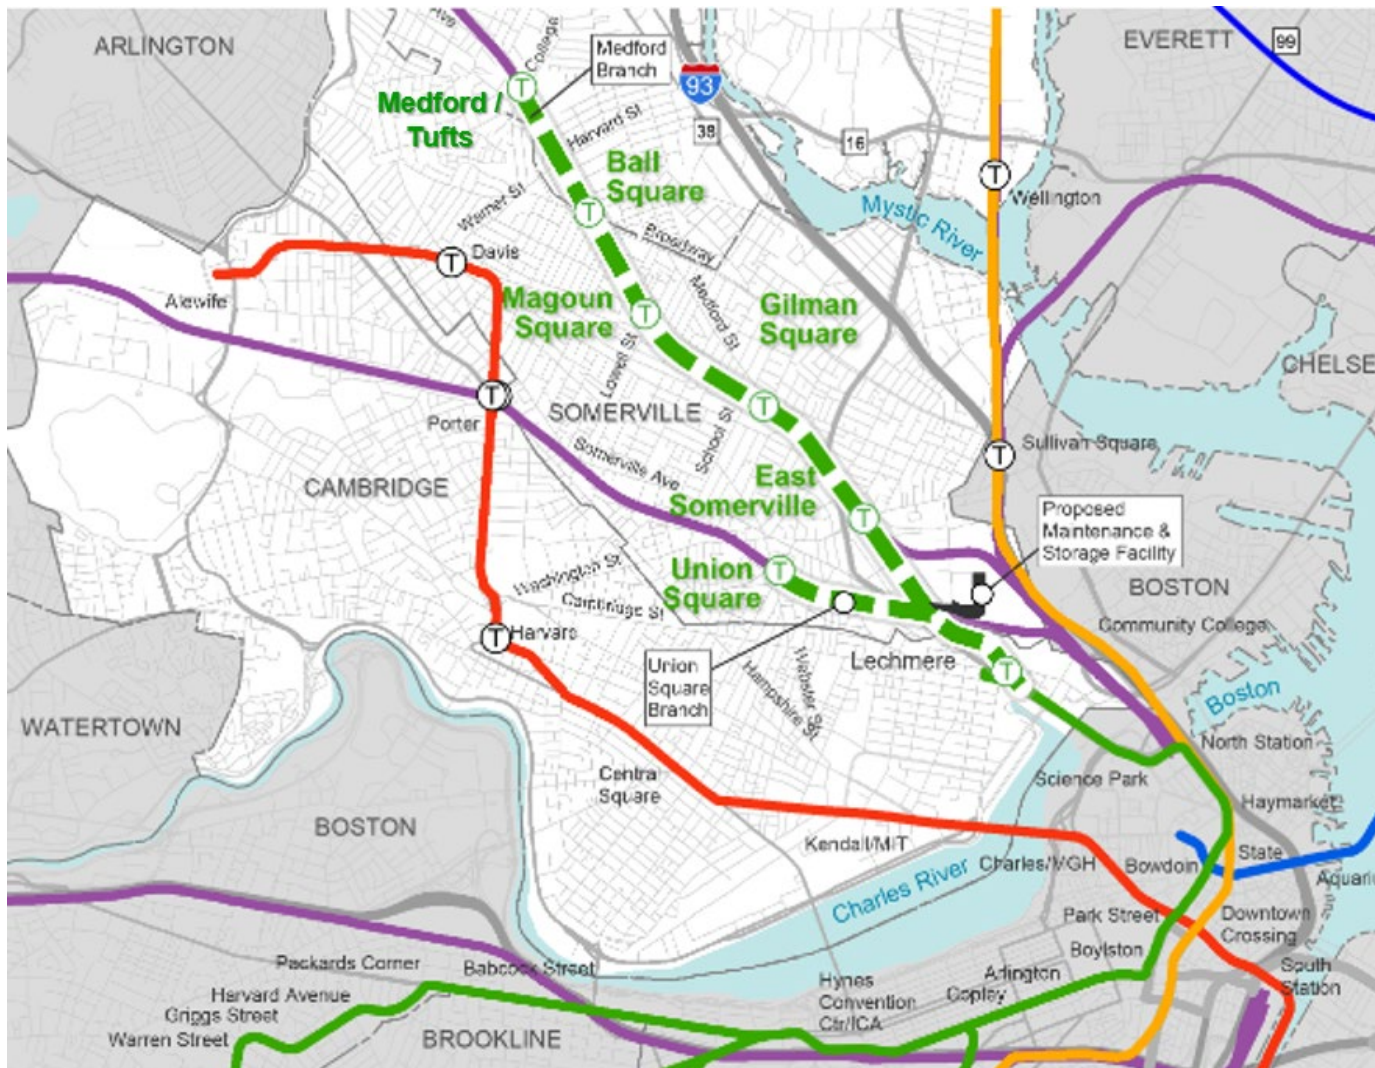 Ave
College
ARLINGTON
Medford
Branch
93
EVERETT
99
Medford /
Tufts
T
Harvard St
38
16
Ball
Square
T
T
Wellington
Warner St
Mystic River
Broadway
T
Davis
Alewife
Magoun
Square
T
Medford St
Gilman
Square
Lowell St
CHELSE
T
Porter
SOMERVILLE
T
School St
Somerville Ave
T
Sullivan Square
CAMBRIDGE
East
Somerville
T
Proposed
Maintenance &
Storage Facility
Union
Square
T
Washington St
Cambridge St
BOSTON
Community College
T
Harvard
Union
Square
Branch
Webster St
Hampshire St
Lechmere
T
Boston
WATERTOWN
North Station
Science Park
Central
Square
Haymarket
BOSTON
Kendall/MIT
Charles/MGH
Bowdoin
State
Aquariu
Charles River
Park Street
Downtown
Crossing
Boylston
Packards Corner
Babcock Street
Arlington
South
Station
Harvard Avenue
Griggs Street
Warren Street
Hynes
Convention
Ctr/ICA
Copley
BROOKLINE